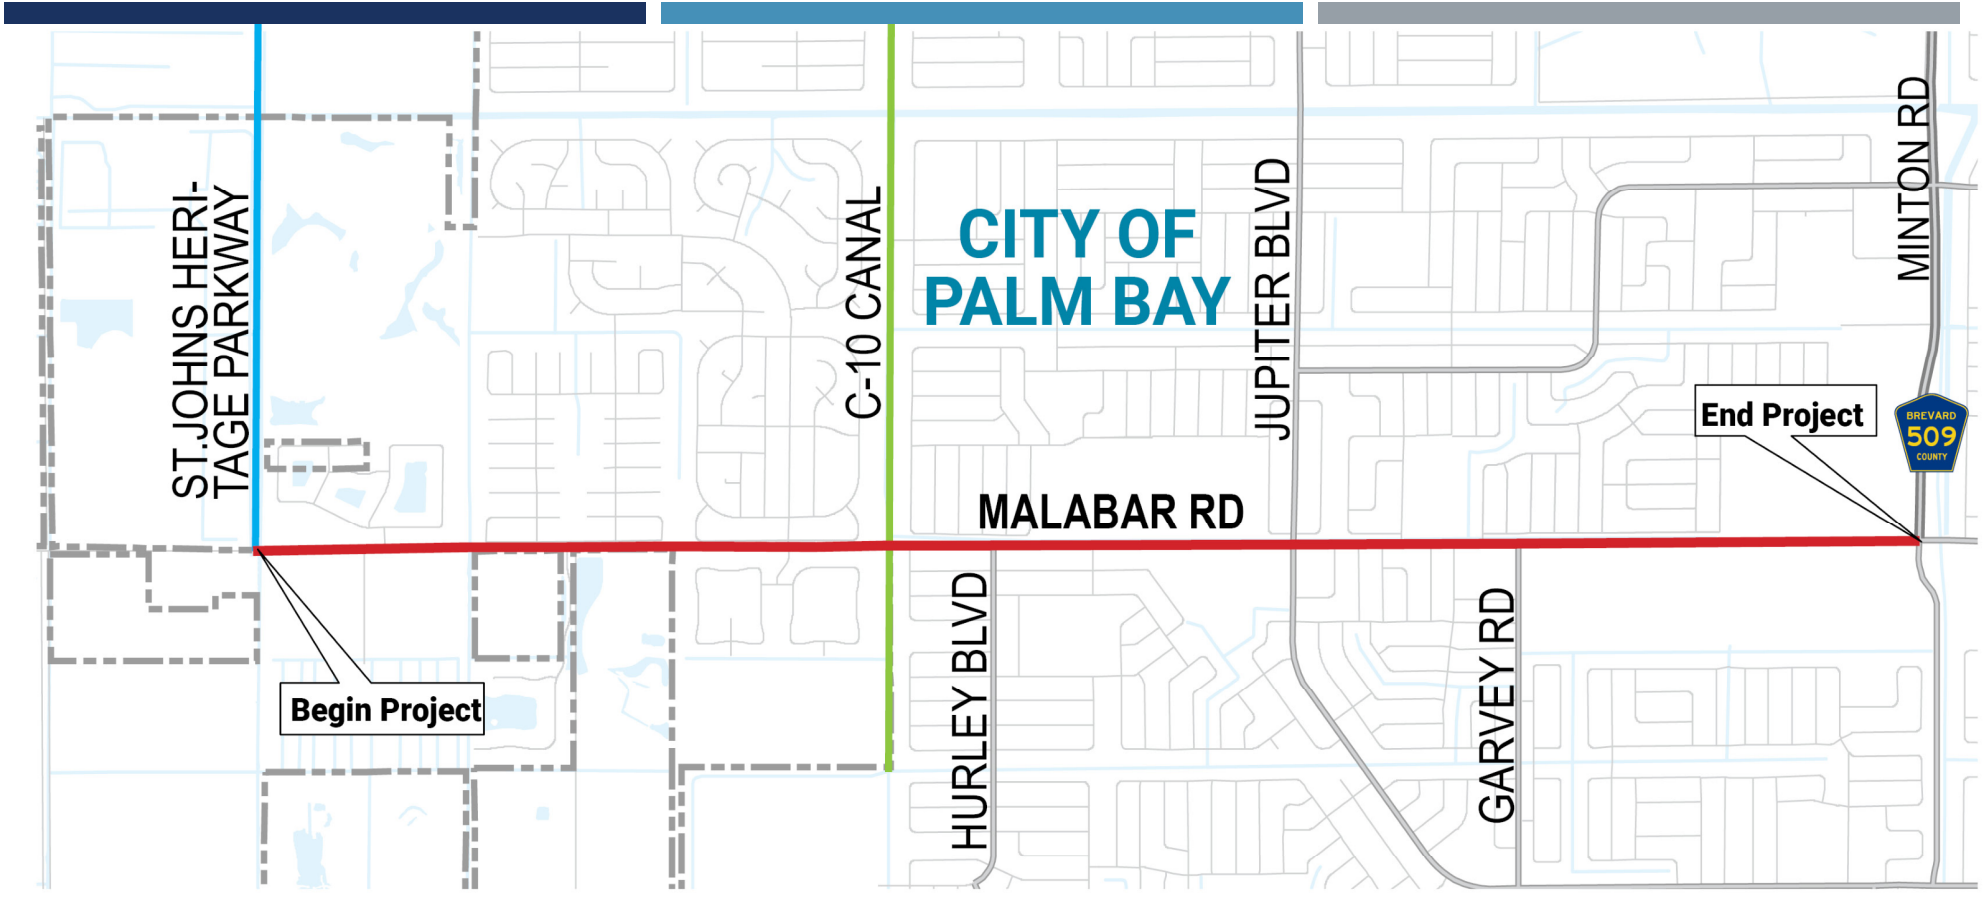 ST.JOHNS HERI-
TAGE PARKWAY
C-10 CANAL
CITY OF
PALM BAY
JUPITER BLVD
MINTON RD
End Project
BREVARD
509
COUNTY
MALABAR RD
Begin Project
HURLEY BLVD
GARVEY RD